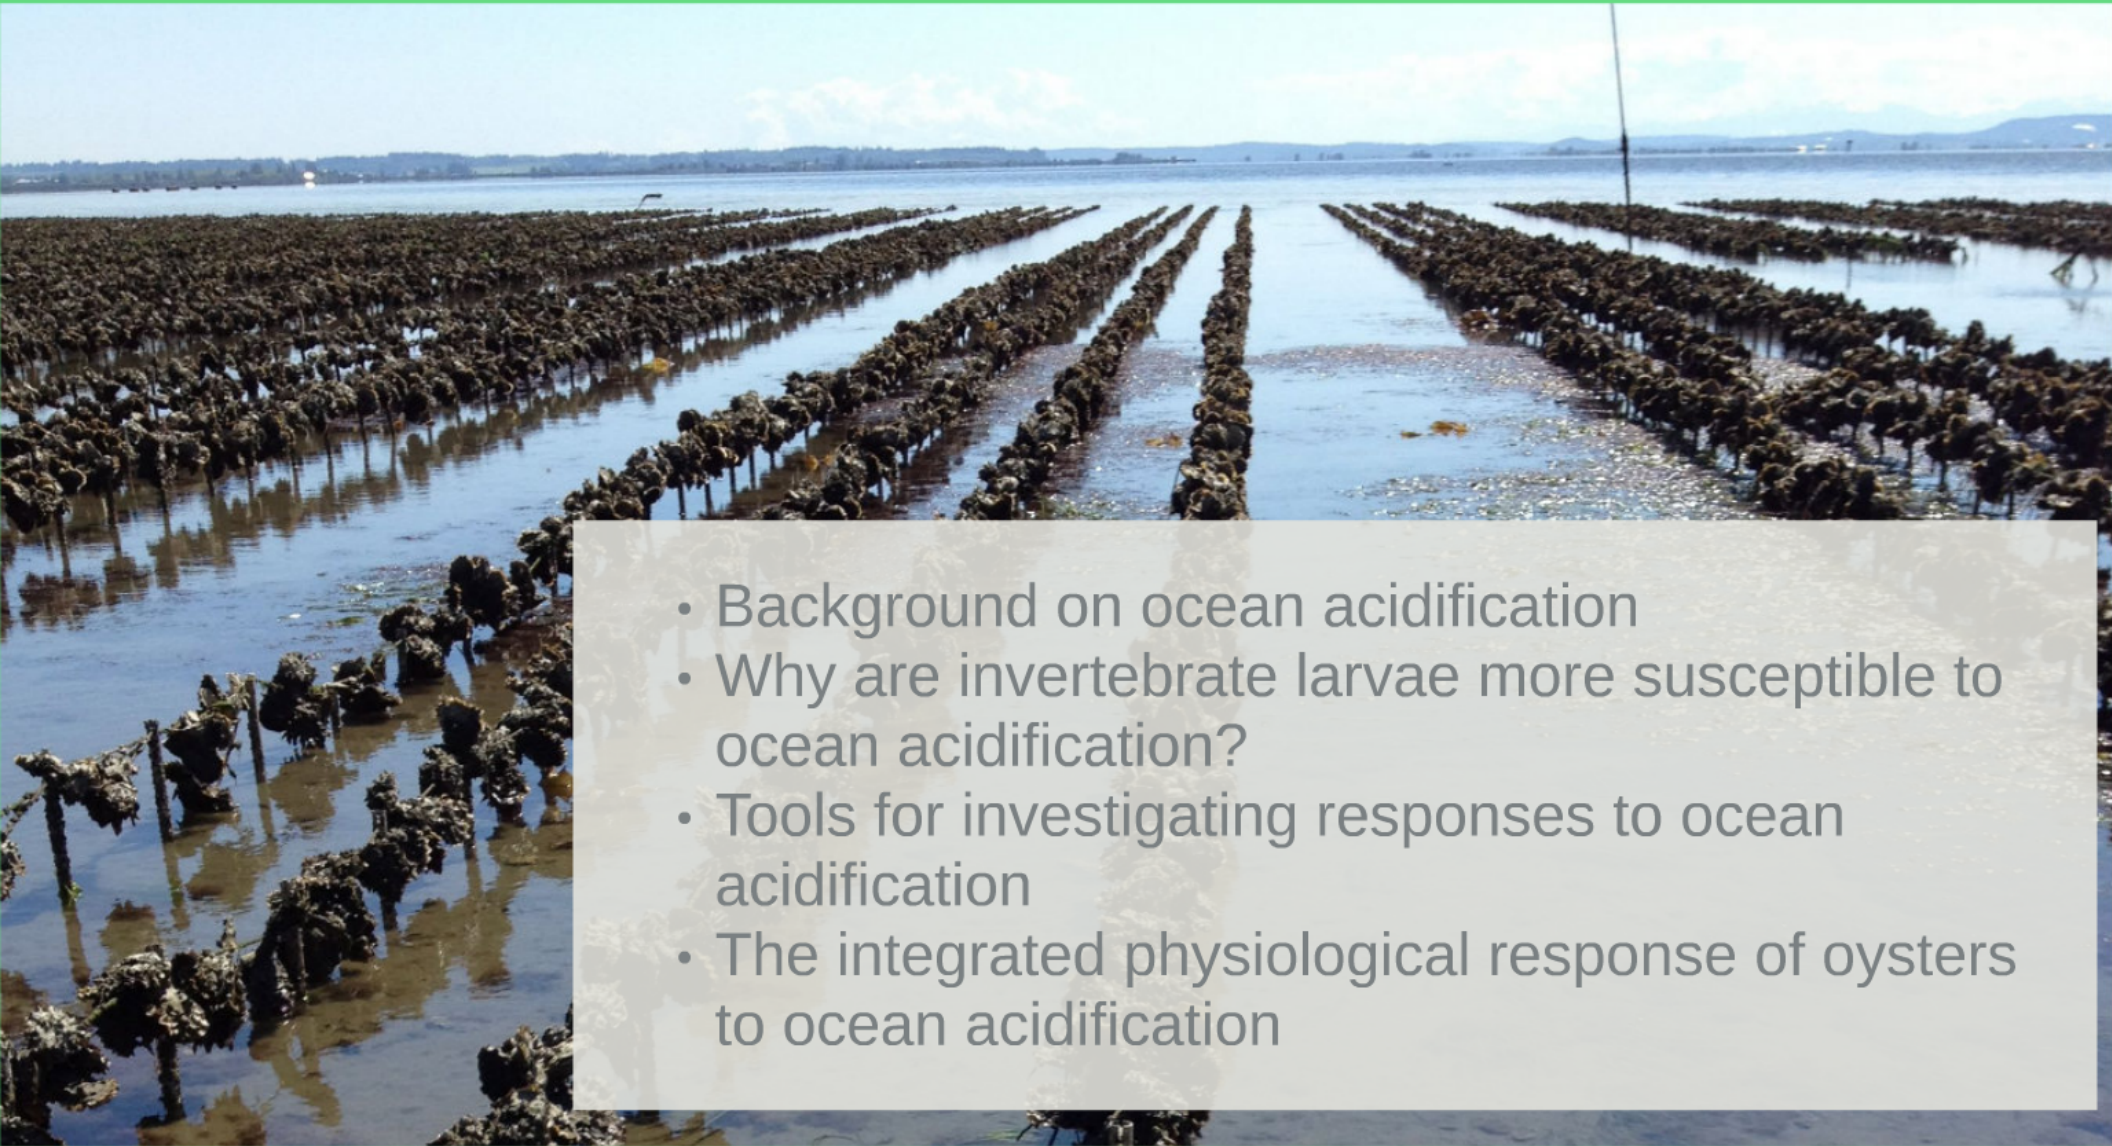 • Background on ocean acidification
• Why are invertebrate larvae more susceptible to
ocean acidification?
• Tools for investigating responses to ocean
acidification
• The integrated physiological response of oysters
to ocean acidification